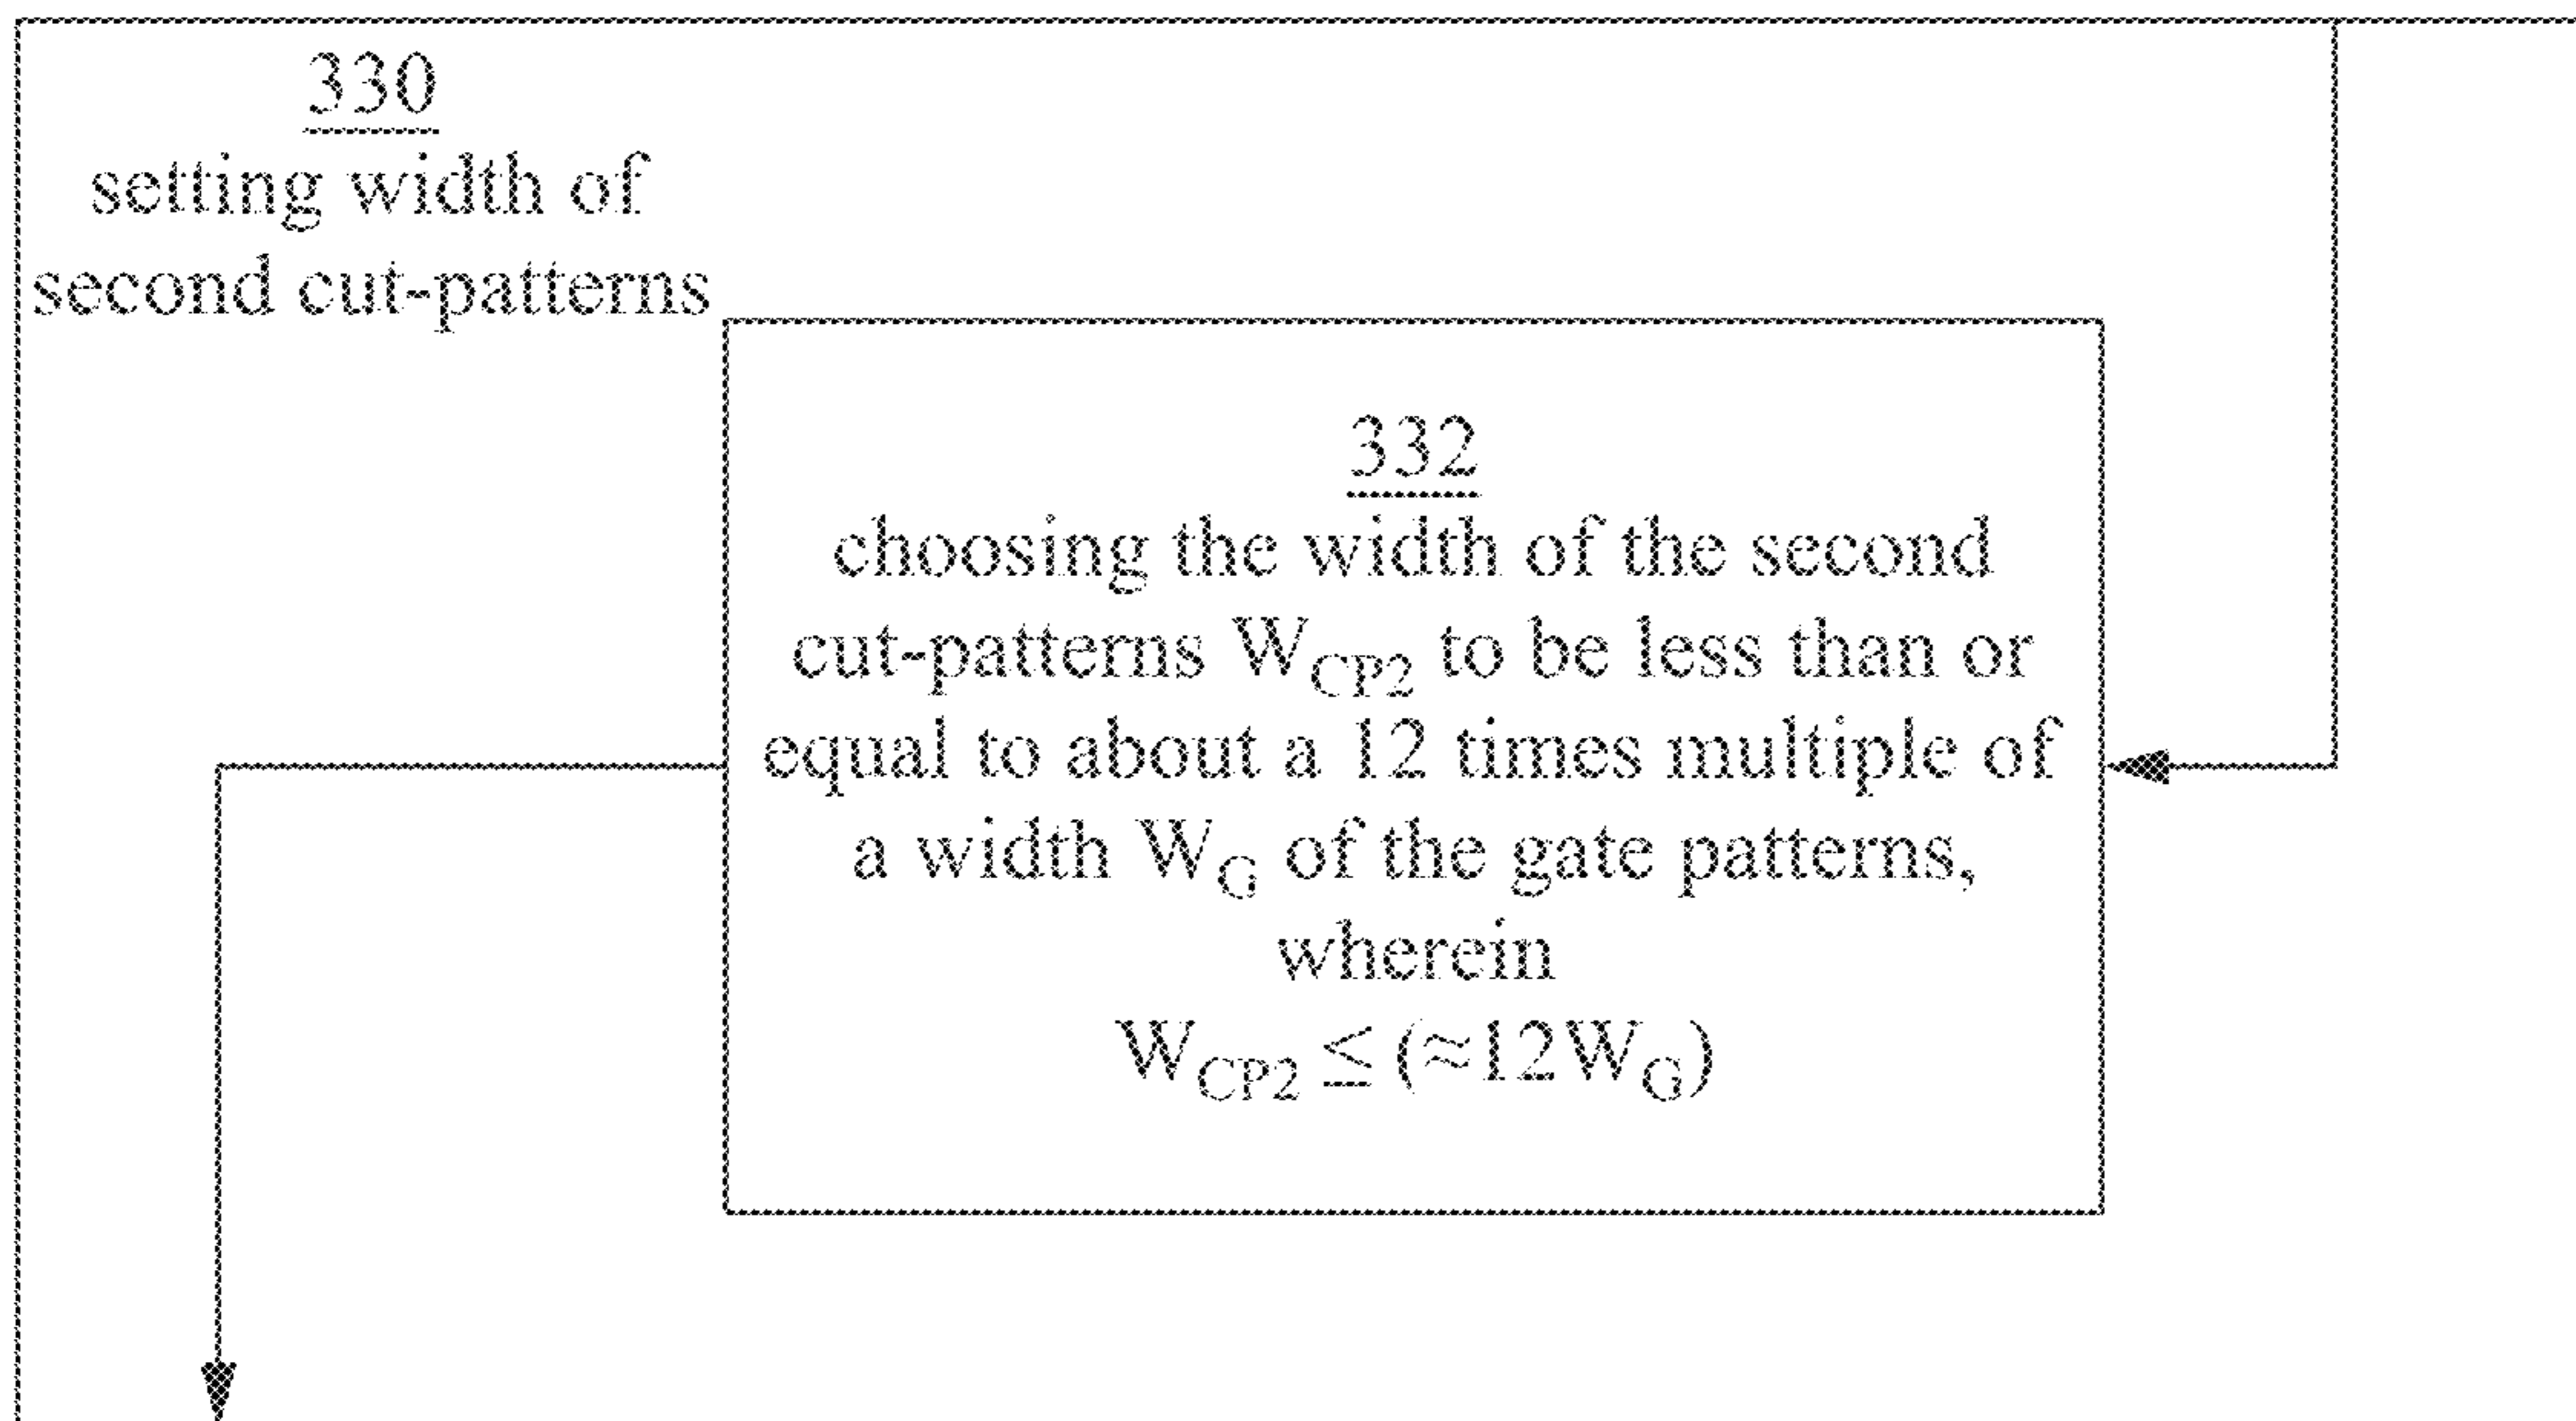 330
setting width of
second cut-patterns
332
choosing the width of the second
cut-patterns W_CP2 to be less than or
equal to about a 12 times multiple of
a width W_G of the gate patterns,
wherein
W_CP2 ≤ (≈12W_G)